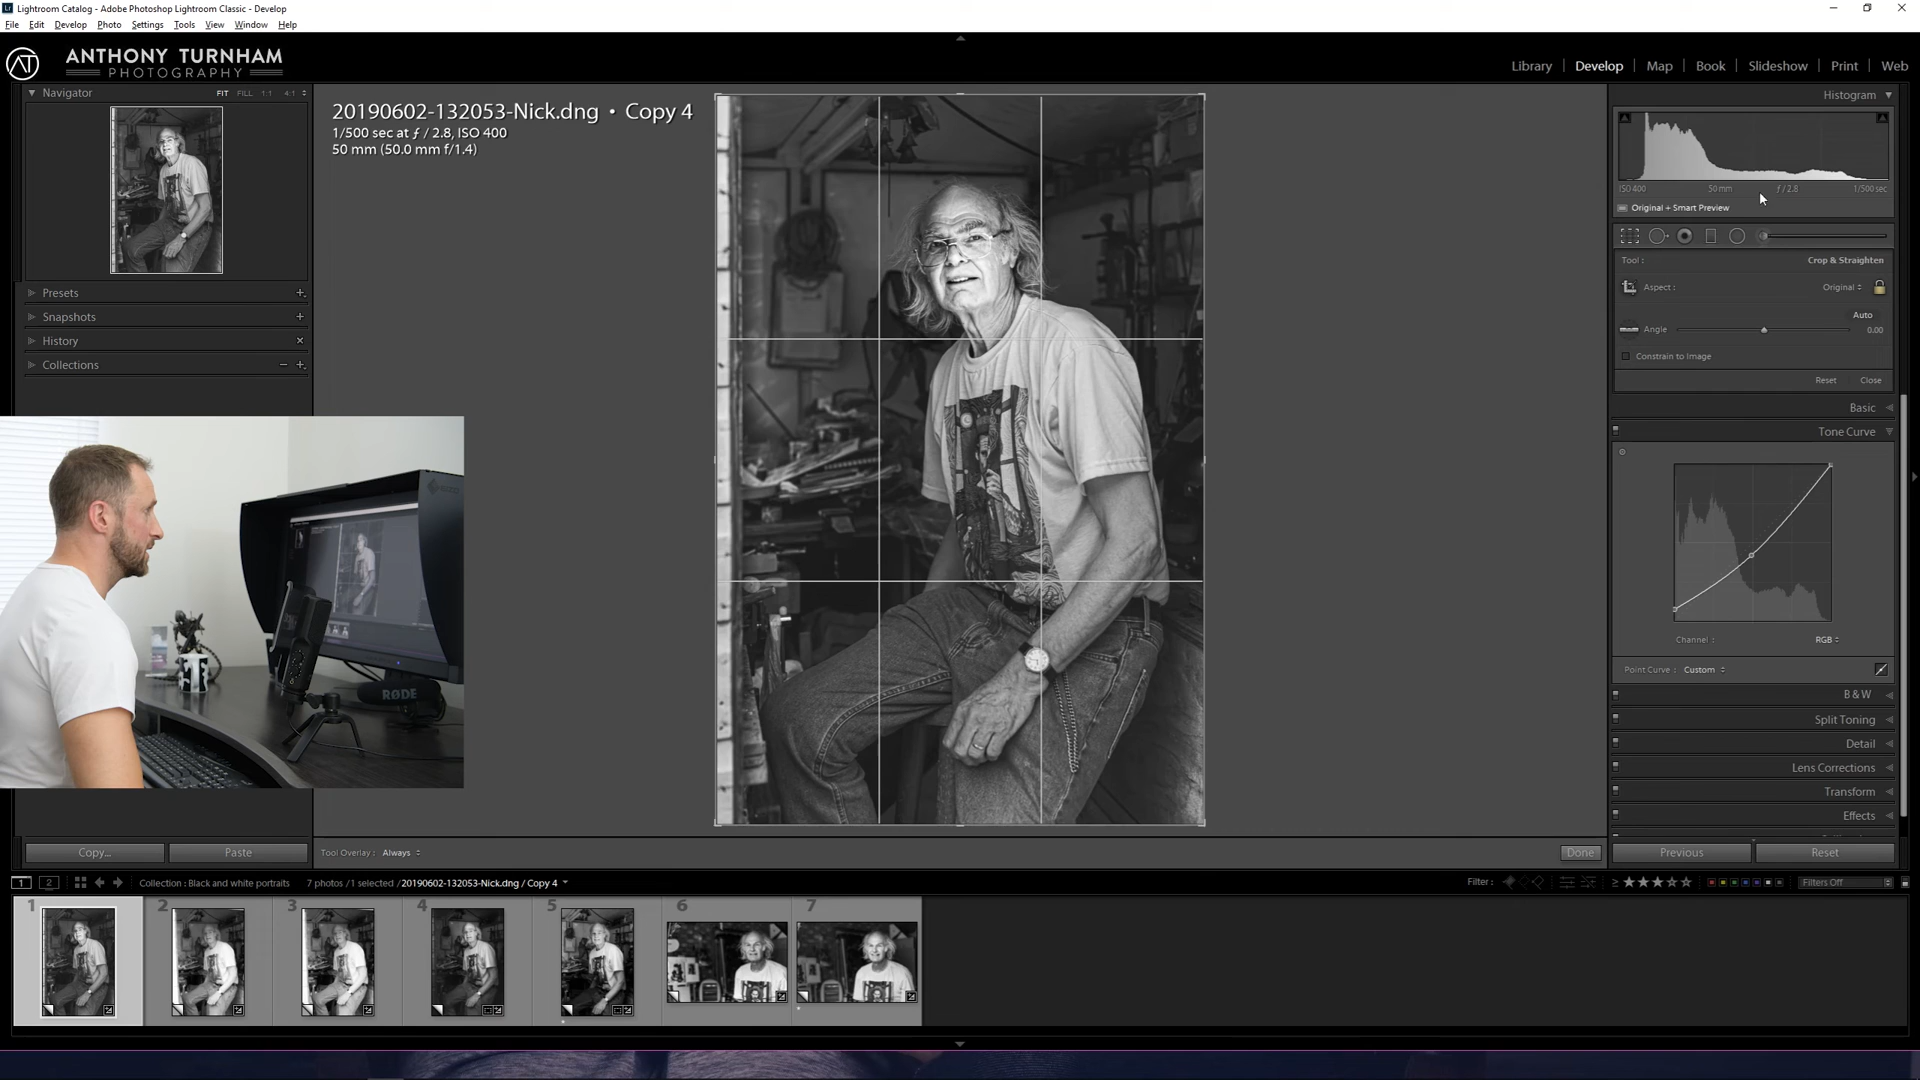 Lightroom Catalog - Adobe Photoshop Lightroom Classic - Develop
File Edit Develop Photo Settings Tools View Window Help
AT ANTHONY TURNHAM
PHOTOGRAPHY
Library | Develop | Map | Book | Slideshow | Print | Web
Navigator FIT FILL 1:1 4:1
20190602-132053-Nick.dng • Copy 4
1/500 sec at ƒ / 2.8, ISO 400
50 mm (50.0 mm f/1.4)
Presets
Snapshots
History
Collections
Histogram
ISO 400 50 mm ƒ / 2.8 1/500 sec
Original + Smart Preview
Tool : Crop & Straighten
Aspect : Original
Auto
Angle 0.00
Constrain to Image
Reset Close
Basic
Tone Curve
Channel : RGB
Point Curve : Custom
B & W
Split Toning
Detail
Lens Corrections
Transform
Effects
RØDE
Copy... Paste
Tool Overlay : Always
Done
Previous Reset
1 2 Collection : Black and white portraits 7 photos /1 selected /20190602-132053-Nick.dng / Copy 4
Filter : ≥ ★★★☆☆ Filters Off
1 2 3 4 5 6 7